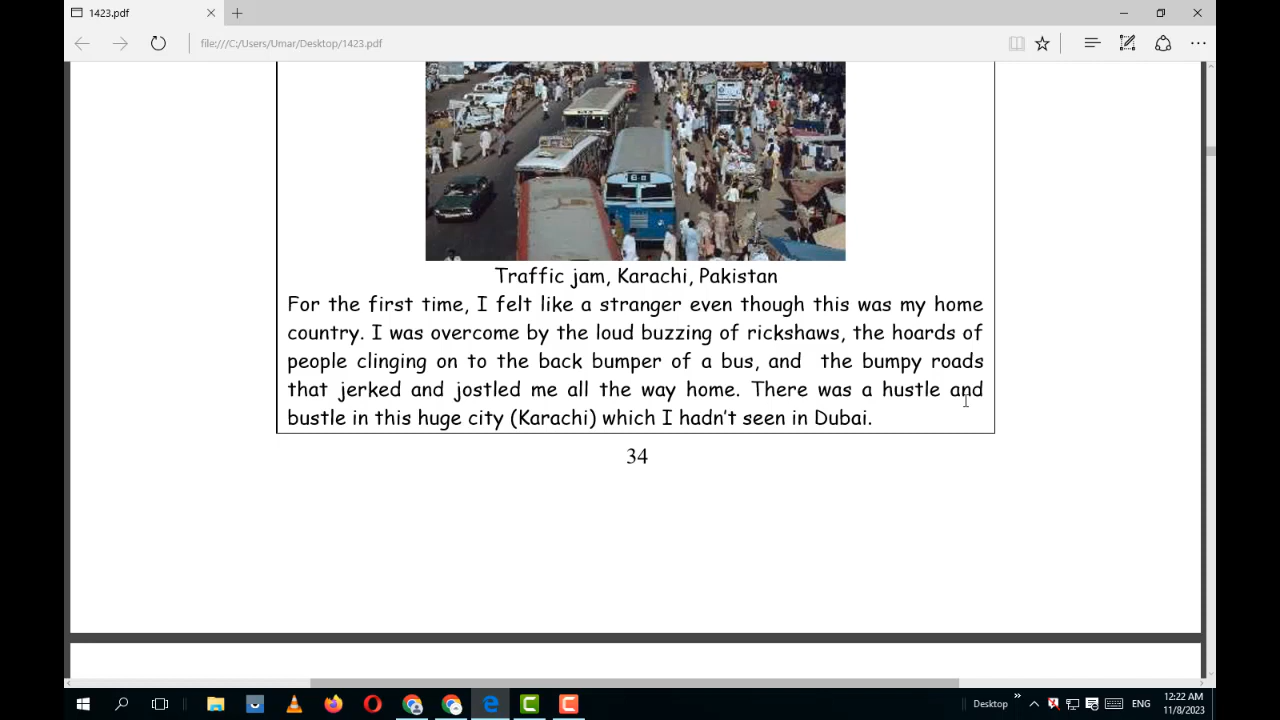 1423.pdf
file:///C:/Users/Umar/Desktop/1423.pdf
Traffic jam, Karachi, Pakistan
For the first time, I felt like a stranger even though this was my home
country. I was overcome by the loud buzzing of rickshaws, the hoards of
people clinging on to the back bumper of a bus, and the bumpy roads
that jerked and jostled me all the way home. There was a hustle and
bustle in this huge city (Karachi) which I hadn't seen in Dubai.
34
Desktop
ENG
12:22 AM
11/8/2023